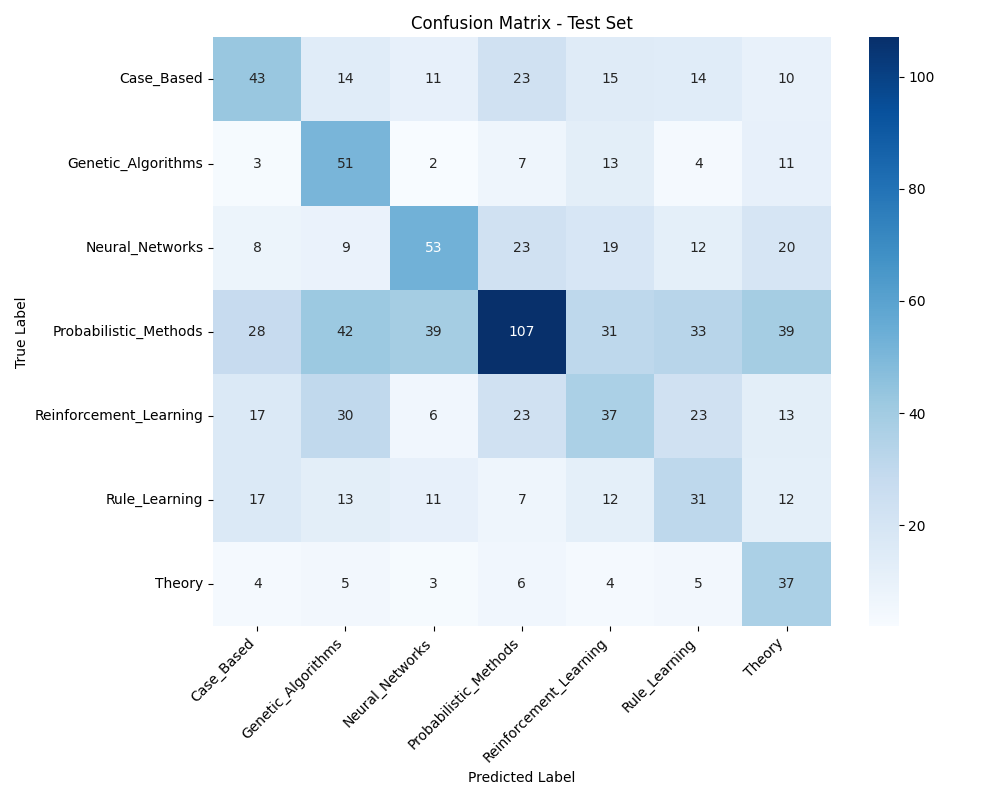 Confusion Matrix - Test Set
True Label
Case_Based 43 14 11 23 15 14 10
Genetic_Algorithms 3 51 2 7 13 4 11
Neural_Networks 8 9 53 23 19 12 20
Probabilistic_Methods 28 42 39 107 31 33 39
Reinforcement_Learning 17 30 6 23 37 23 13
Rule_Learning 17 13 11 7 12 31 12
Theory 4 5 3 6 4 5 37
Case_Based
Genetic_Algorithms
Neural_Networks
Probabilistic_Methods
Reinforcement_Learning
Rule_Learning
Theory
Predicted Label
100
80
60
40
20